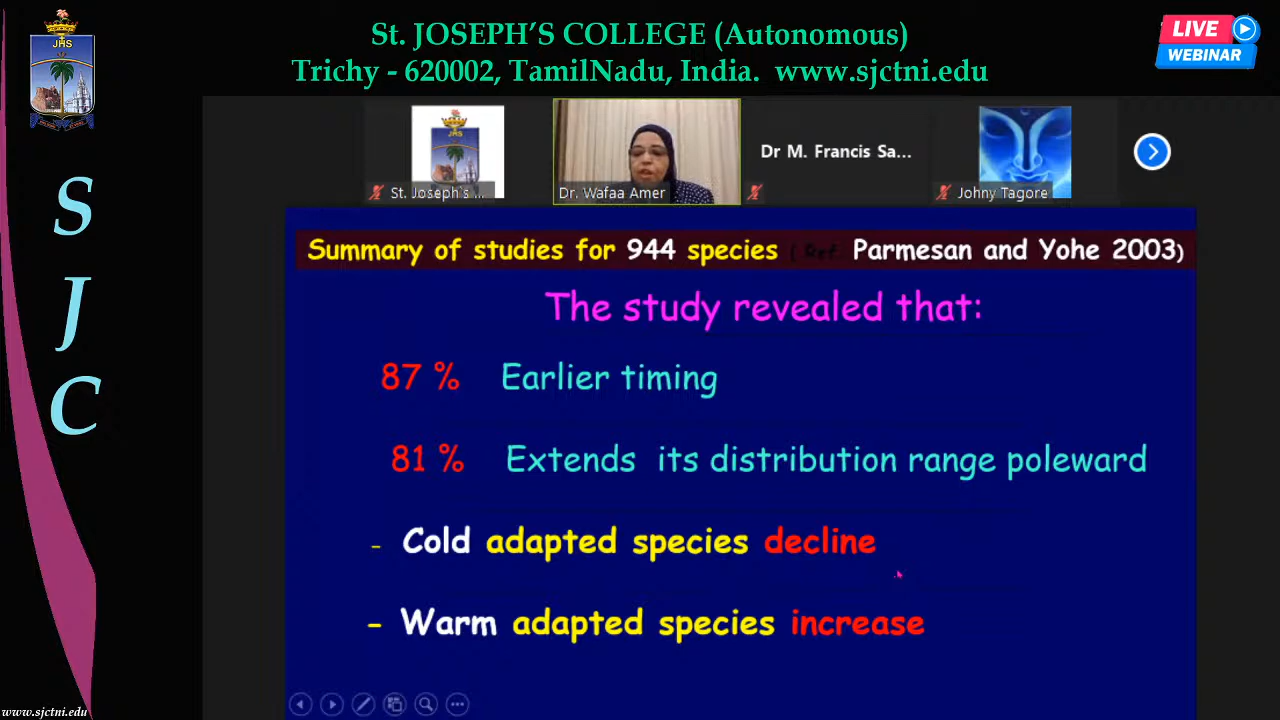 St. JOSEPH'S COLLEGE (Autonomous)
Trichy - 620002, TamilNadu, India.  www.sjctni.edu
LIVE
WEBINAR
JHS
JHS
Dr M. Francis Sa...
St. Joseph's ...
Dr. Wafaa Amer
Johny Tagore
S
J
C
Summary of studies for 944 species ( Ref. Parmesan and Yohe 2003)
The study revealed that:
87 % Earlier timing
81 % Extends its distribution range poleward
- Cold adapted species decline
- Warm adapted species increase
www.sjctni.edu